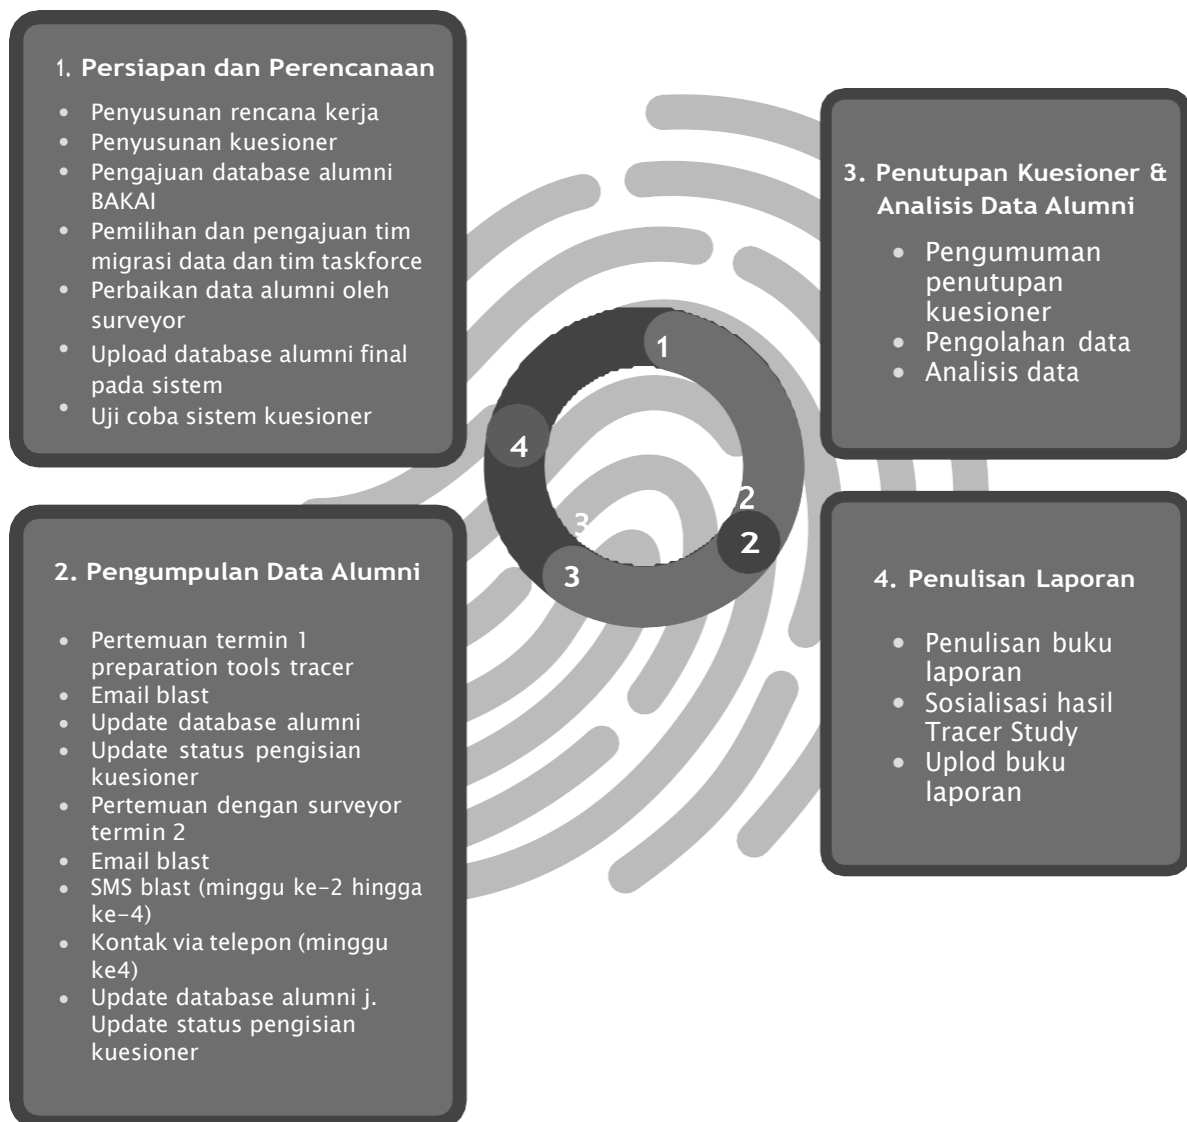 1. Persiapan dan Perencanaan
Penyusunan rencana kerja
Penyusunan kuesioner
Pengajuan database alumni
BAKAI
Pemilihan dan pengajuan tim
migrasi data dan tim taskforce
Perbaikan data alumni oleh
surveyor
Upload database alumni final
pada sistem
Uji coba sistem kuesioner
2. Pengumpulan Data Alumni
Pertemuan termin 1
preparation tools tracer
Email blast
Update database alumni
Update status pengisian
kuesioner
Pertemuan dengan surveyor
termin 2
Email blast
SMS blast (minggu ke-2 hingga
ke-4)
Kontak via telepon (minggu
ke4)
Update database alumni j.
Update status pengisian
kuesioner
1
4
2
3
2
3
3. Penutupan Kuesioner &
Analisis Data Alumni
Pengumuman
penutupan
kuesioner
Pengolahan data
Analisis data
4. Penulisan Laporan
Penulisan buku
laporan
Sosialisasi hasil
Tracer Study
Uplod buku
laporan